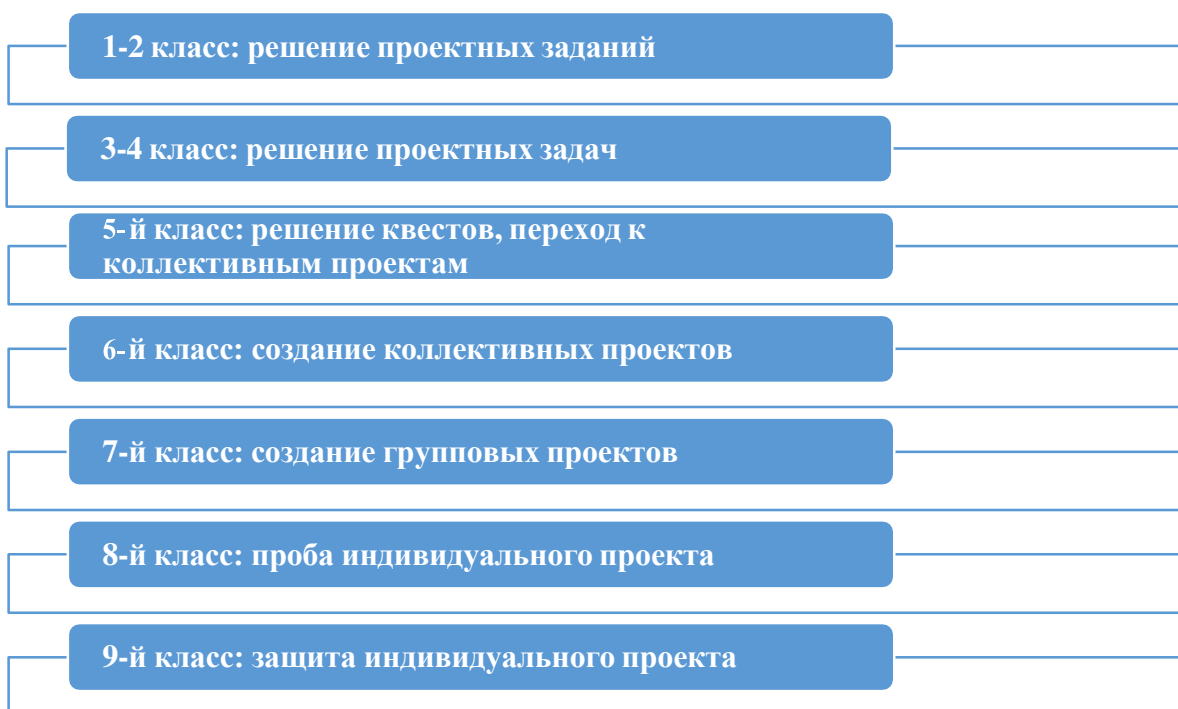 1-2 класс: решение проектных заданий
3-4 класс: решение проектных задач
5-й класс: решение квестов, переход к
коллективным проектам
6-й класс: создание коллективных проектов
7-й класс: создание групповых проектов
8-й класс: проба индивидуального проекта
9-й класс: защита индивидуального проекта